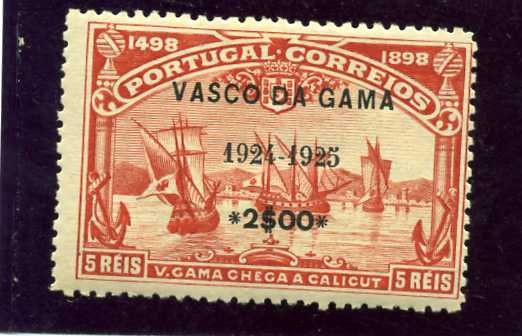 1498 1898
PORTUGAL·CORREIOS
VASCO DA GAMA
1924-1925
*2$00*
5 RÉIS V. GAMA CHEGA A CALICUT 5 RÉIS